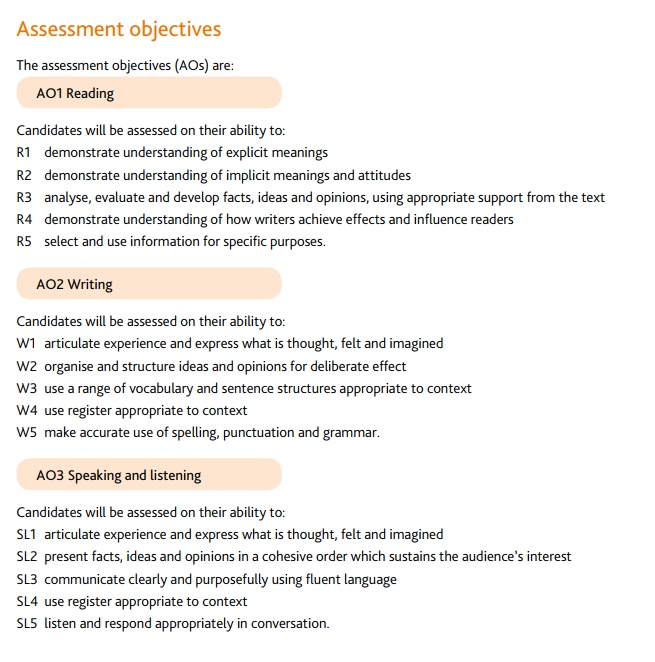 Assessment objectives
The assessment objectives (AOs) are:
AO1 Reading
Candidates will be assessed on their ability to:
R1 demonstrate understanding of explicit meanings
R2 demonstrate understanding of implicit meanings and attitudes
R3 analyse, evaluate and develop facts, ideas and opinions, using appropriate support from the text
R4 demonstrate understanding of how writers achieve effects and influence readers
R5 select and use information for specific purposes.
AO2 Writing
Candidates will be assessed on their ability to:
W1 articulate experience and express what is thought, felt and imagined
W2 organise and structure ideas and opinions for deliberate effect
W3 use a range of vocabulary and sentence structures appropriate to context
W4 use register appropriate to context
W5 make accurate use of spelling, punctuation and grammar.
AO3 Speaking and listening
Candidates will be assessed on their ability to:
SL1 articulate experience and express what is thought, felt and imagined
SL2 present facts, ideas and opinions in a cohesive order which sustains the audience's interest
SL3 communicate clearly and purposefully using fluent language
SL4 use register appropriate to context
SL5 listen and respond appropriately in conversation.